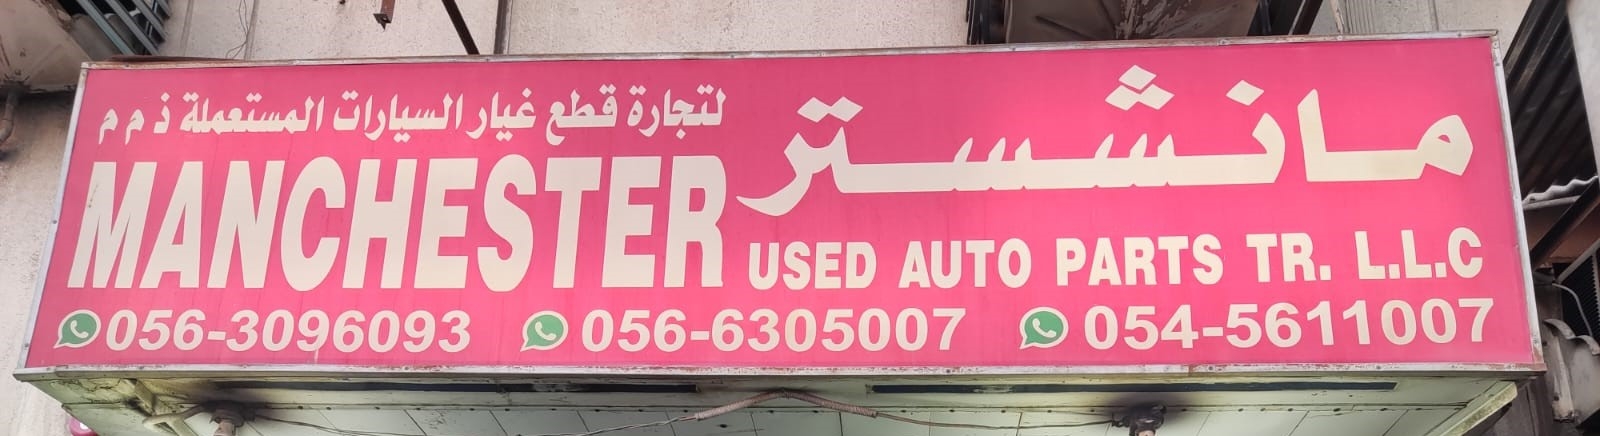 مانشستر
لتجارة قطع غيار السيارات المستعملة ذ م م
MANCHESTER USED AUTO PARTS TR. L.L.C
056-3096093 056-6305007 054-5611007